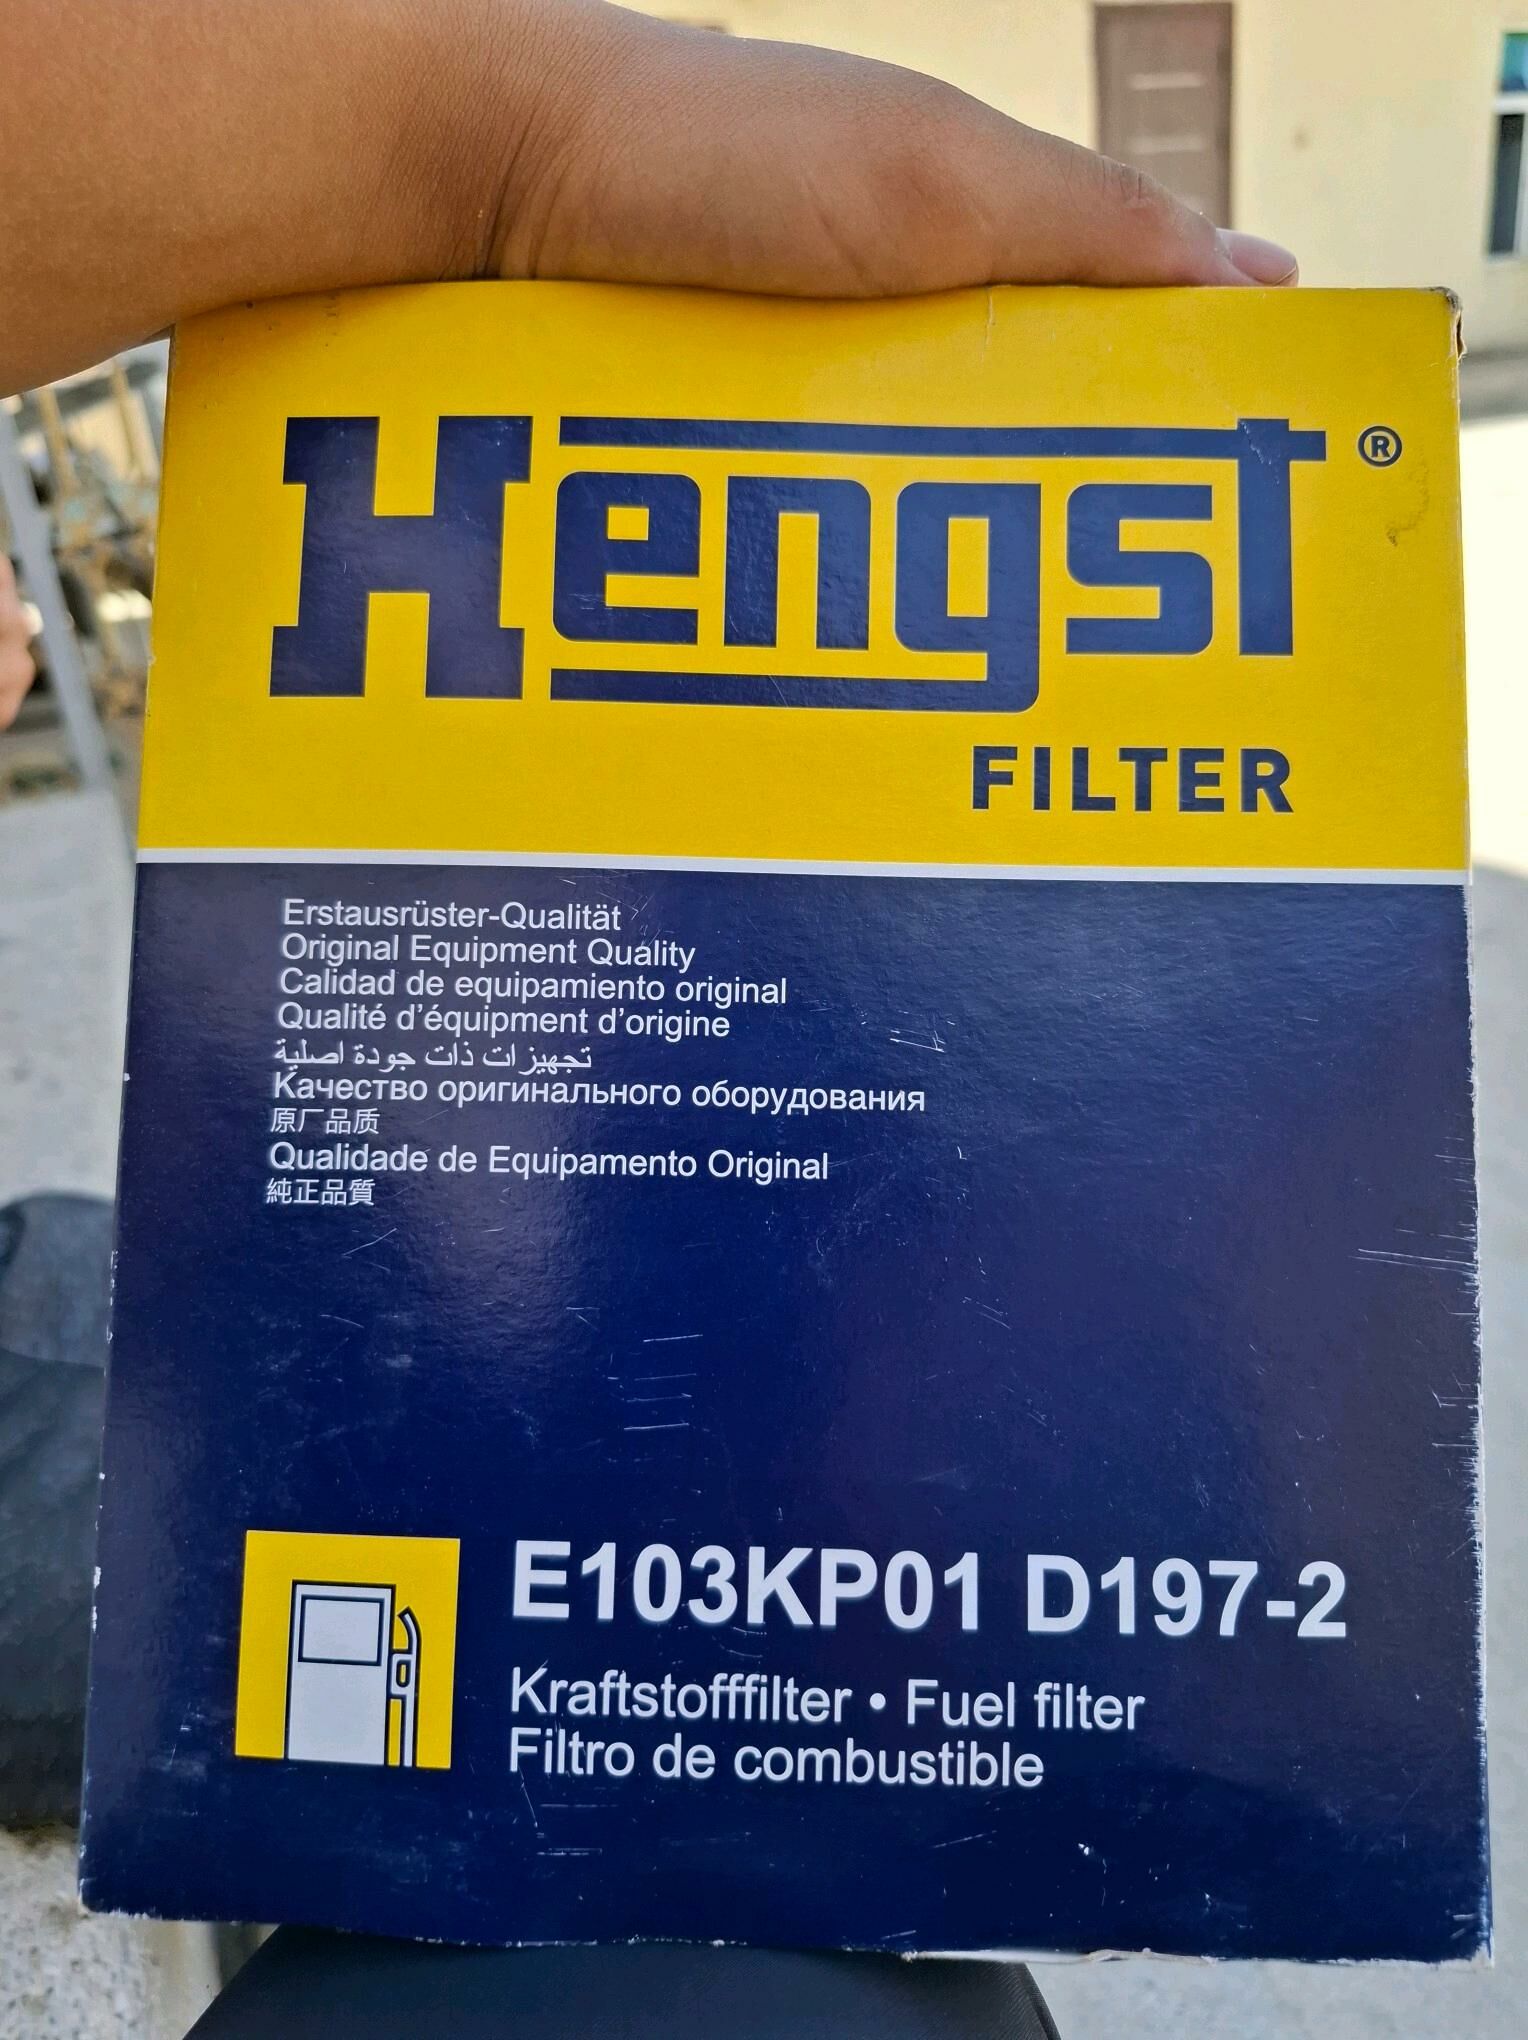 Hengst®
FILTER
Erstausrüster-Qualität
Original Equipment Quality
Calidad de equipamiento original
Qualité d'équipment d'origine
تجهيزات ذات جودة اصلية
Качество оригинального оборудования
原厂品质
Qualidade de Equipamento Original
純正品質
E103KP01 D197-2
Kraftstofffilter • Fuel filter
Filtro de combustible